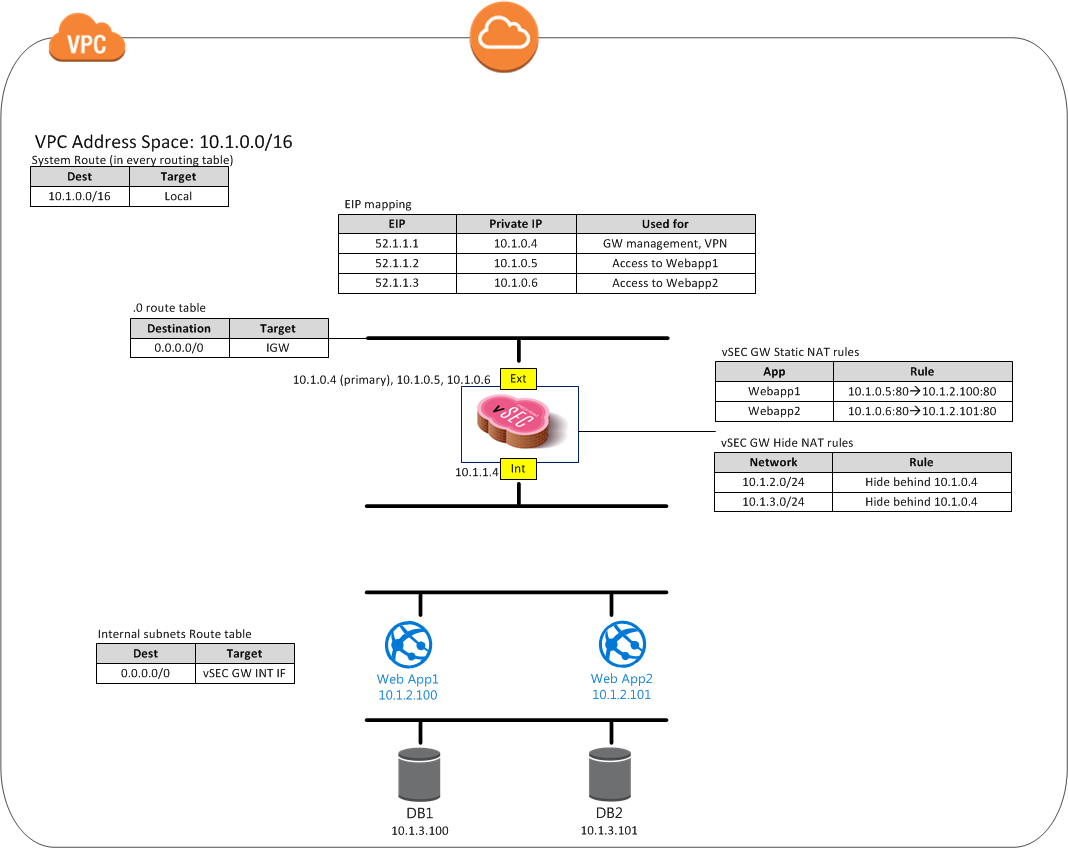 VPC
VPC Address Space: 10.1.0.0/16
System Route (in every routing table)
Dest Target
10.1.0.0/16 Local
EIP mapping
EIP Private IP Used for
52.1.1.1 10.1.0.4 GW management, VPN
52.1.1.2 10.1.0.5 Access to Webapp1
52.1.1.3 10.1.0.6 Access to Webapp2
.0 route table
Destination Target
0.0.0.0/0 IGW
10.1.0.4 (primary), 10.1.0.5, 10.1.0.6
Ext
vSEC
10.1.1.4
Int
vSEC GW Static NAT rules
App Rule
Webapp1 10.1.0.5:80→10.1.2.100:80
Webapp2 10.1.0.6:80→10.1.2.101:80
vSEC GW Hide NAT rules
Network Rule
10.1.2.0/24 Hide behind 10.1.0.4
10.1.3.0/24 Hide behind 10.1.0.4
Internal subnets Route table
Dest Target
0.0.0.0/0 vSEC GW INT IF
Web App1
10.1.2.100
Web App2
10.1.2.101
DB1
10.1.3.100
DB2
10.1.3.101